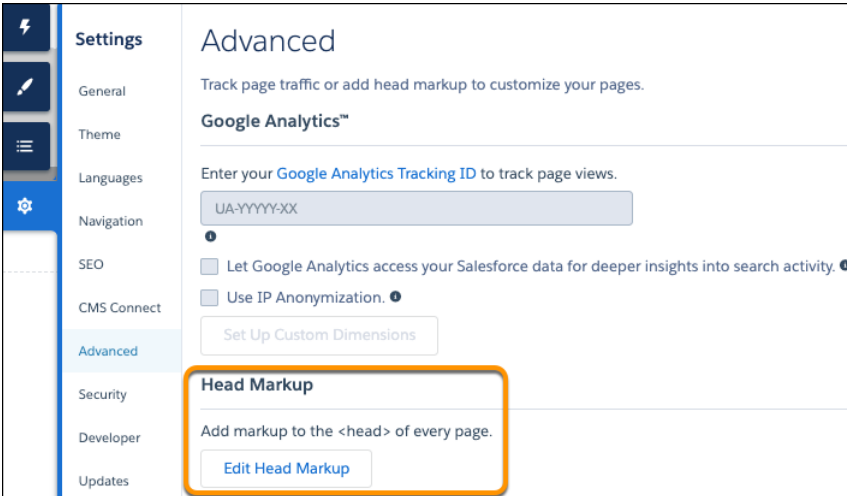 Settings
General
Theme
Languages
Navigation
SEO
CMS Connect
Advanced
Security
Developer
Updates
Advanced
Track page traffic or add head markup to customize your pages.
Google Analytics™
Enter your Google Analytics Tracking ID to track page views.
UA-YYYYY-XX
Let Google Analytics access your Salesforce data for deeper insights into search activity.
Use IP Anonymization.
Set Up Custom Dimensions
Head Markup
Add markup to the <head> of every page.
Edit Head Markup